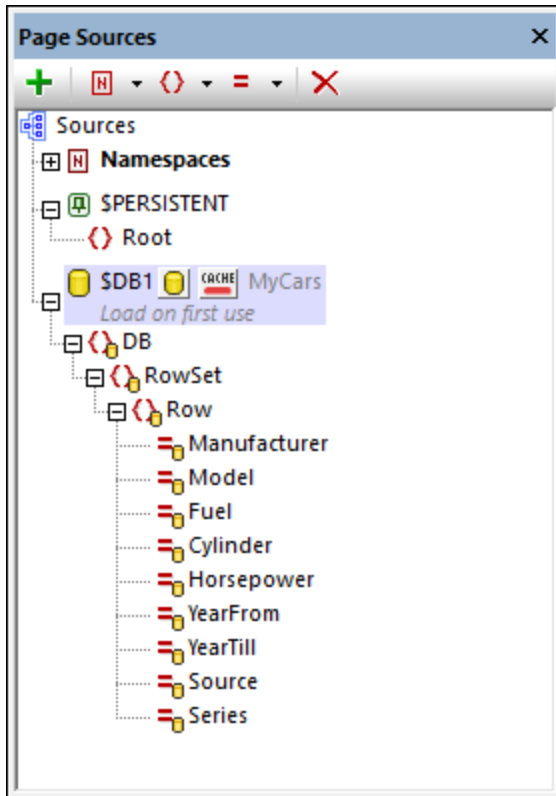 Page Sources
Sources
Namespaces
$PERSISTENT
Root
$DB1 CACHE MyCars
Load on first use
DB
RowSet
Row
Manufacturer
Model
Fuel
Cylinder
Horsepower
YearFrom
YearTill
Source
Series